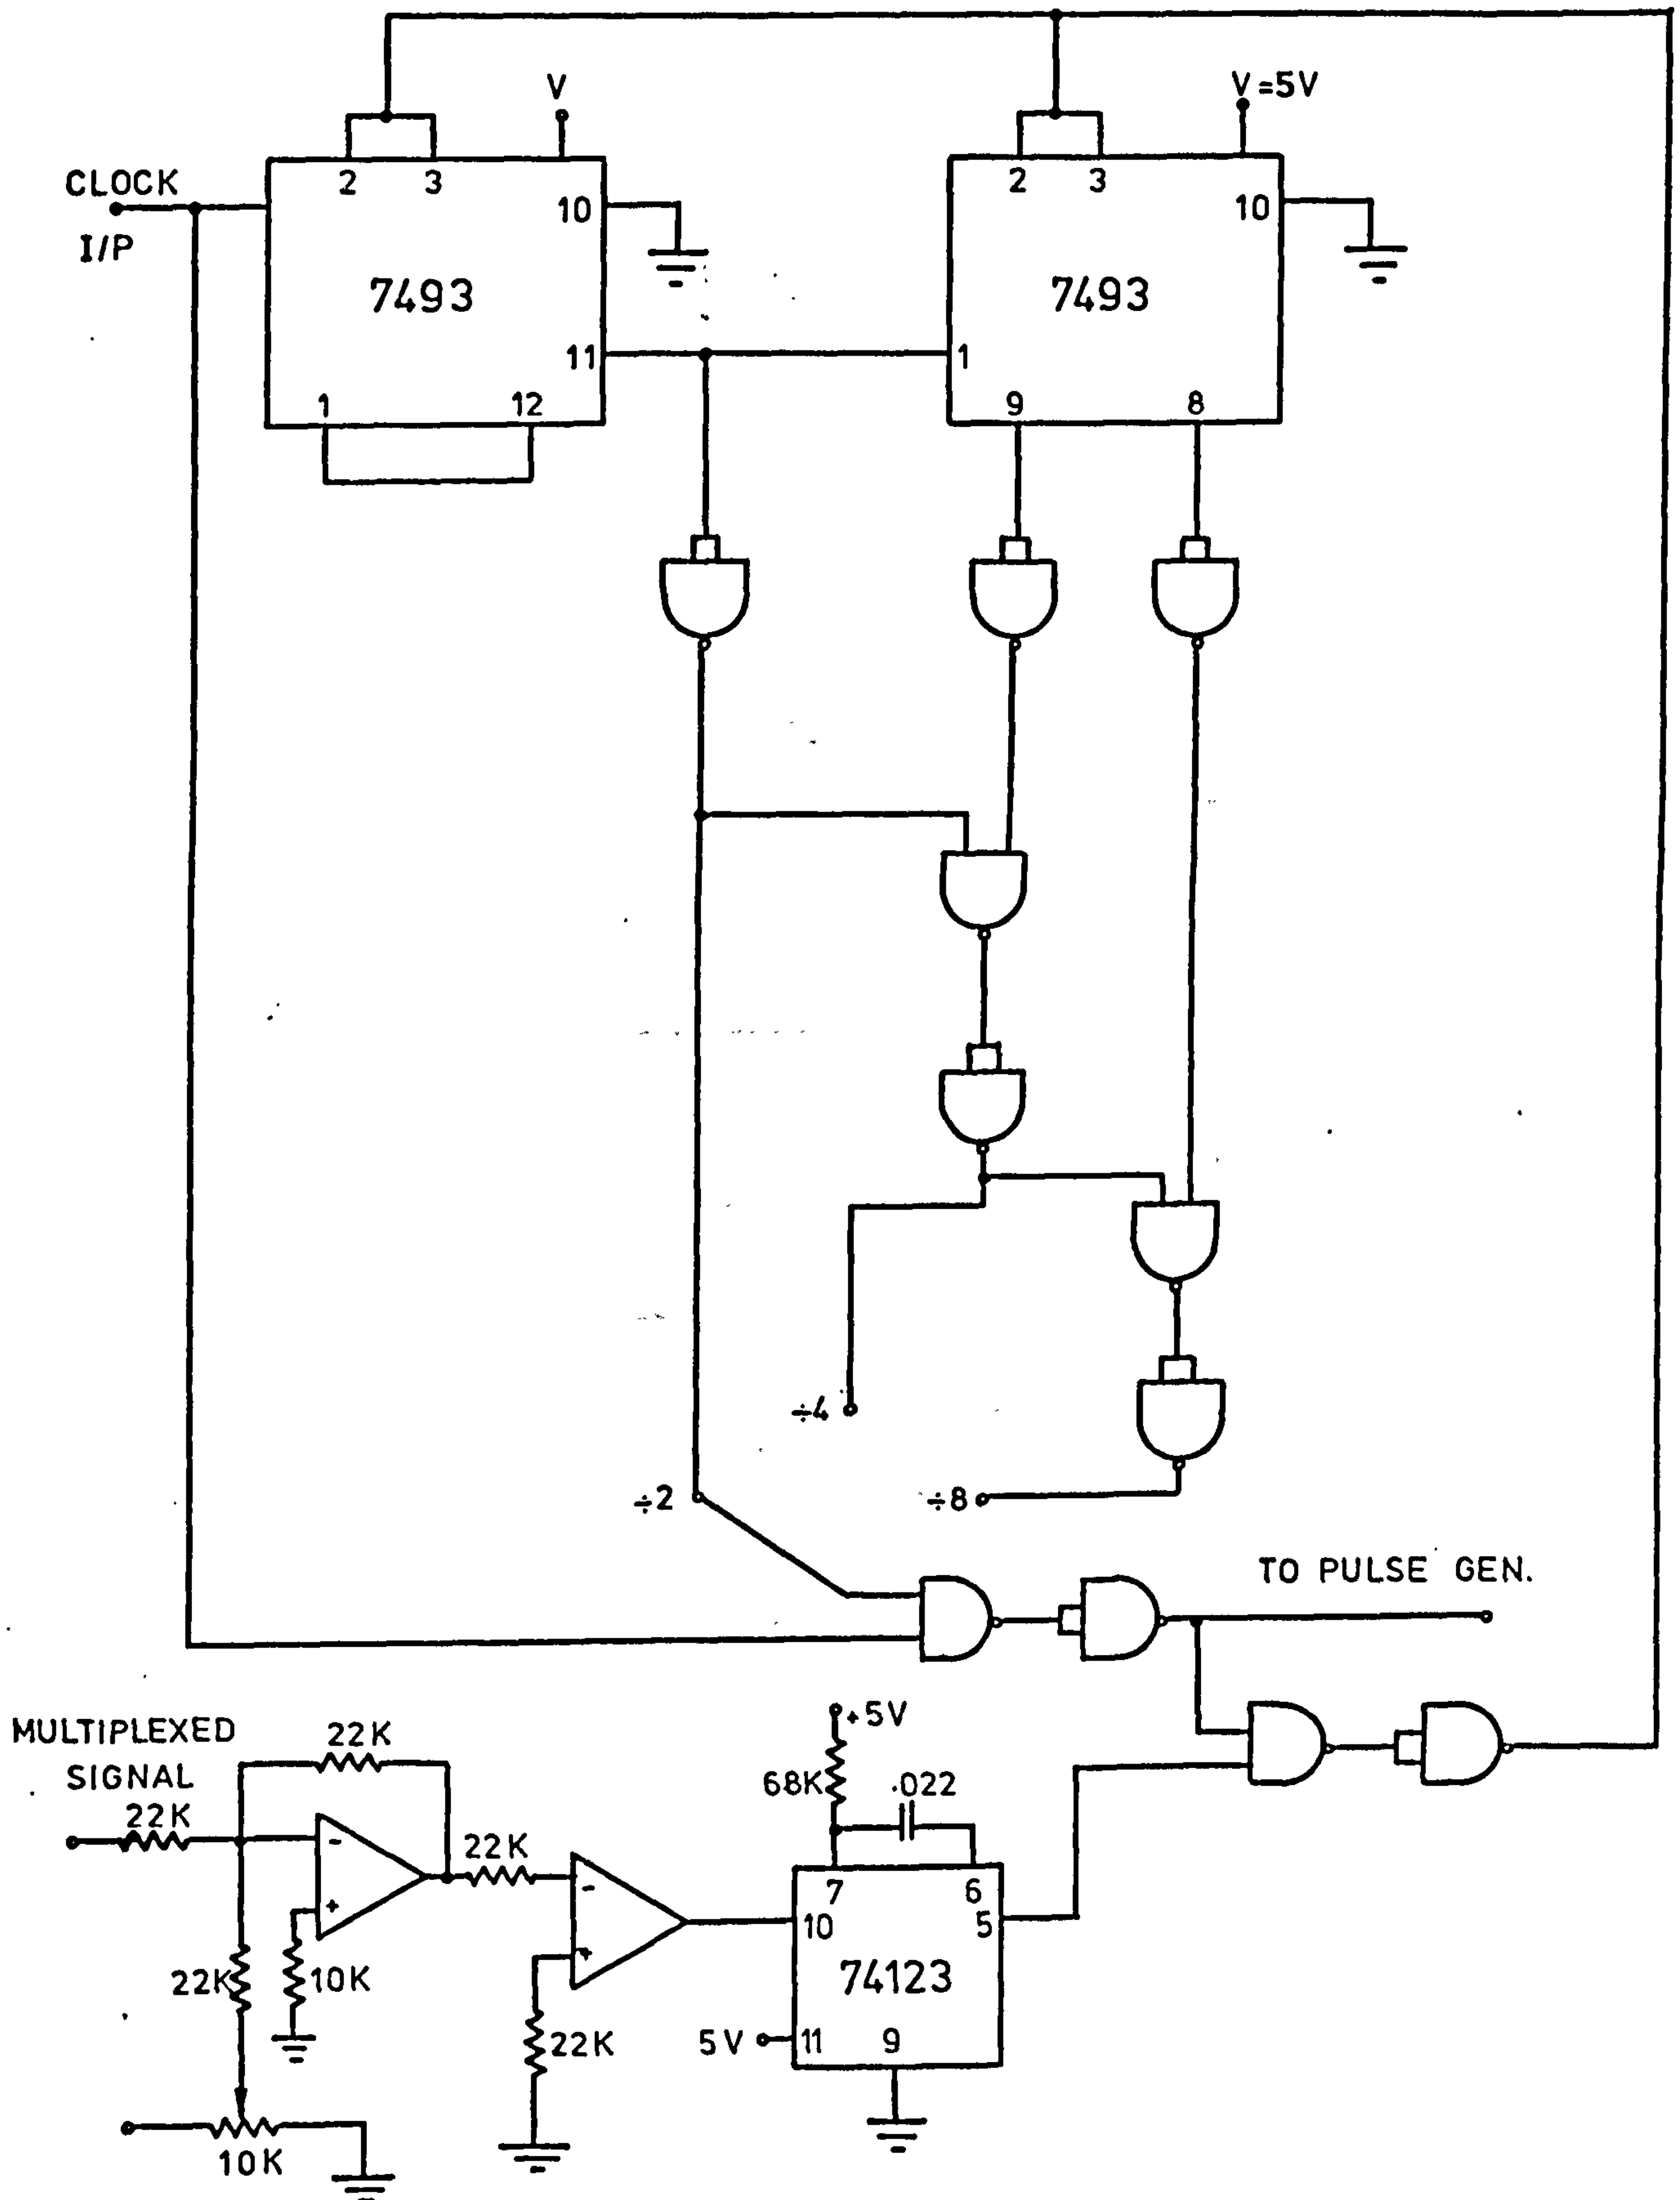 V
V=5V
CLOCK
I/P
2 3
10
7493
11
1 12
2 3
10
7493
1
9 8
÷4
÷2
÷8
TO PULSE GEN.
MULTIPLEXED
SIGNAL
22K
22K
22K
22K
10K
10K
22K
+5V
68K
.022
7 6
10 5
74123
5V
11 9
-
+
-
+